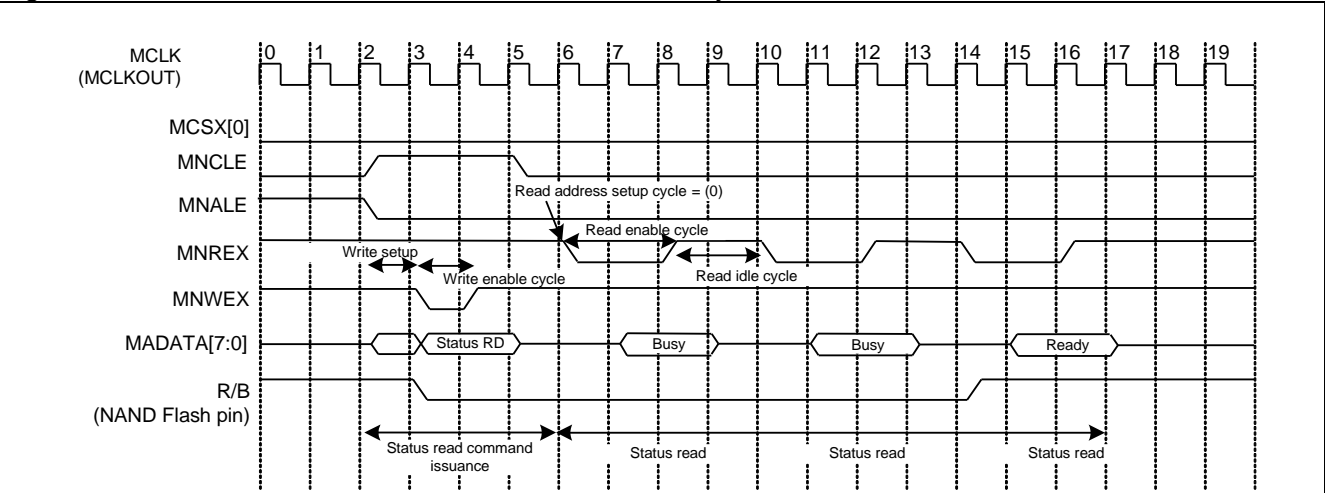 0 1 2 3 4 5 6 7 8 9 10 11 12 13 14 15 16 17 18 19
MCLK
(MCLKOUT)
MCSX[0]
MNCLE
Read address setup cycle = (0)
MNALE
Read enable cycle
MNREX
Write setup
Read idle cycle
Write enable cycle
MNWEX
MADATA[7:0] Status RD Busy Busy Ready
R/B
(NAND Flash pin)
Status read command
issuance
Status read Status read Status read